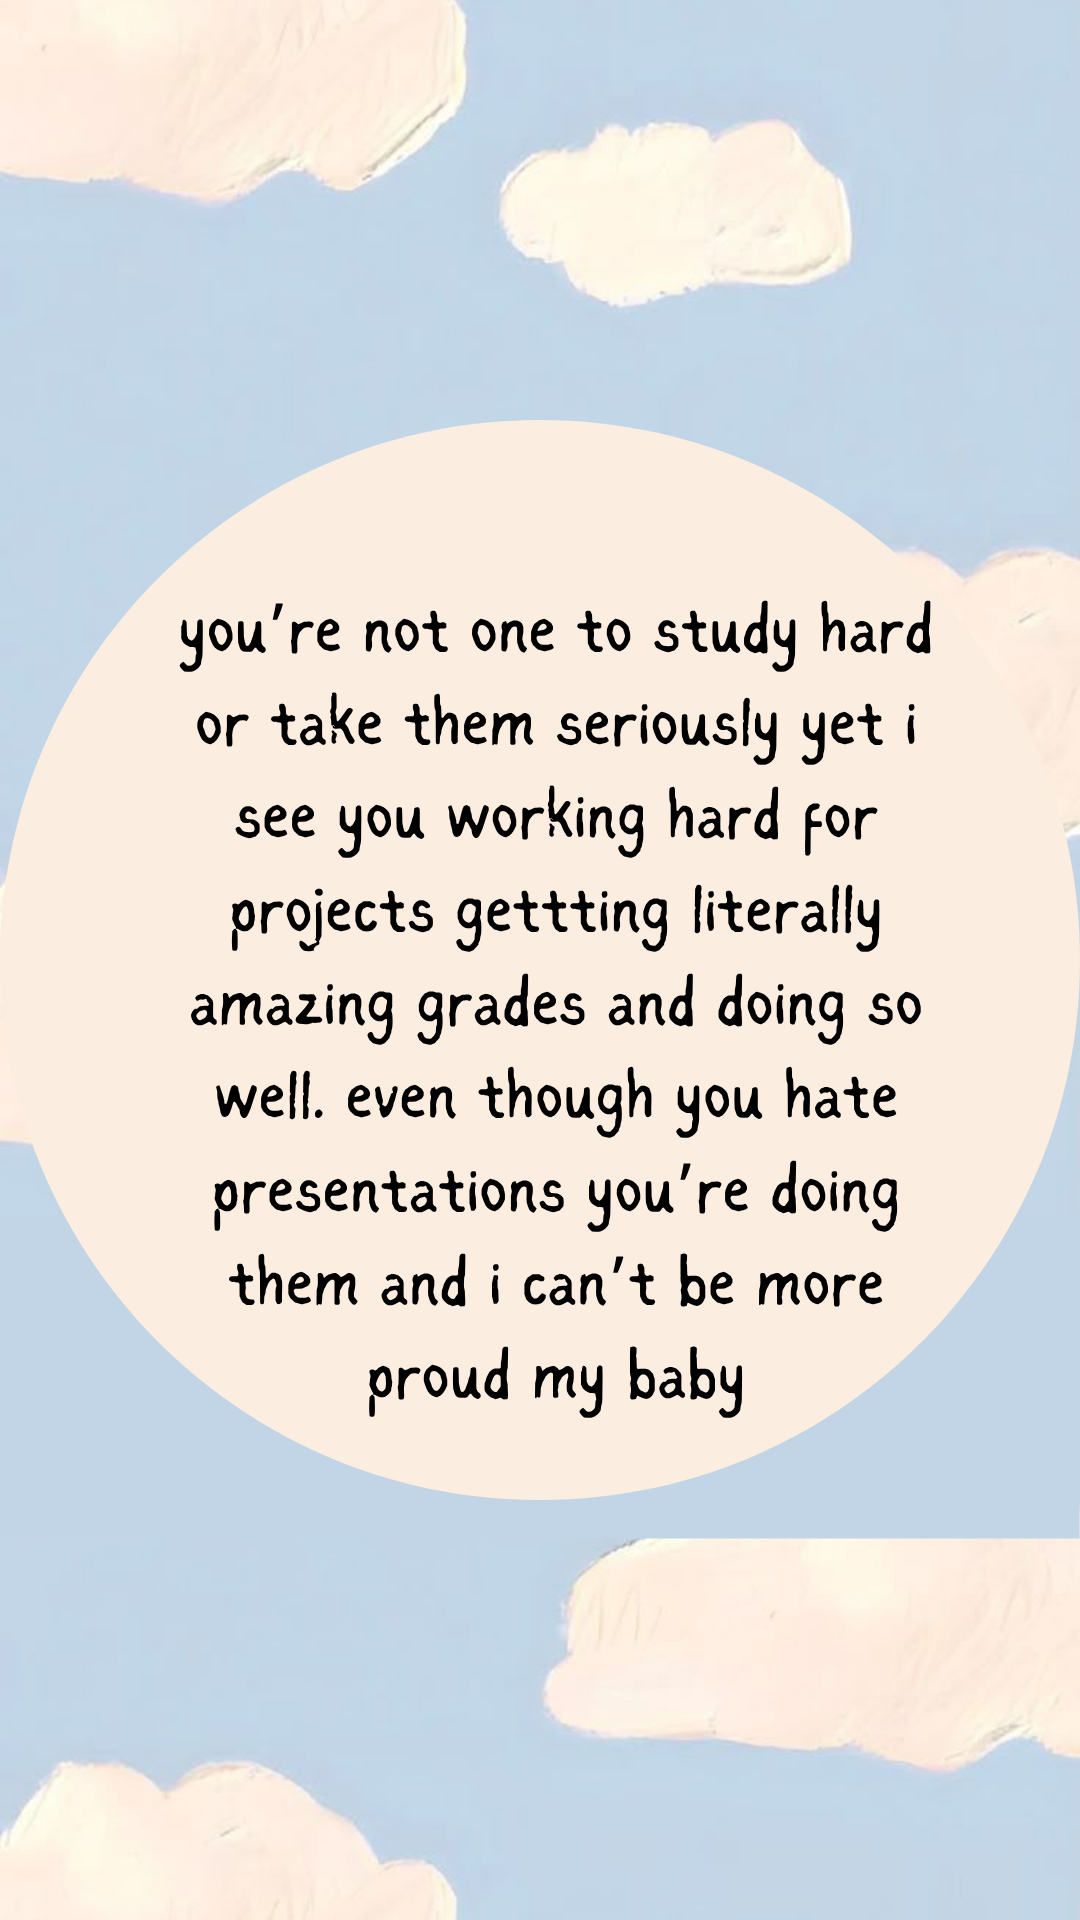 you're not one to study hard
or take them seriously yet i
see you working hard for
projects gettting literally
amazing grades and doing so
well. even though you hate
presentations you're doing
them and i can't be more
proud my baby